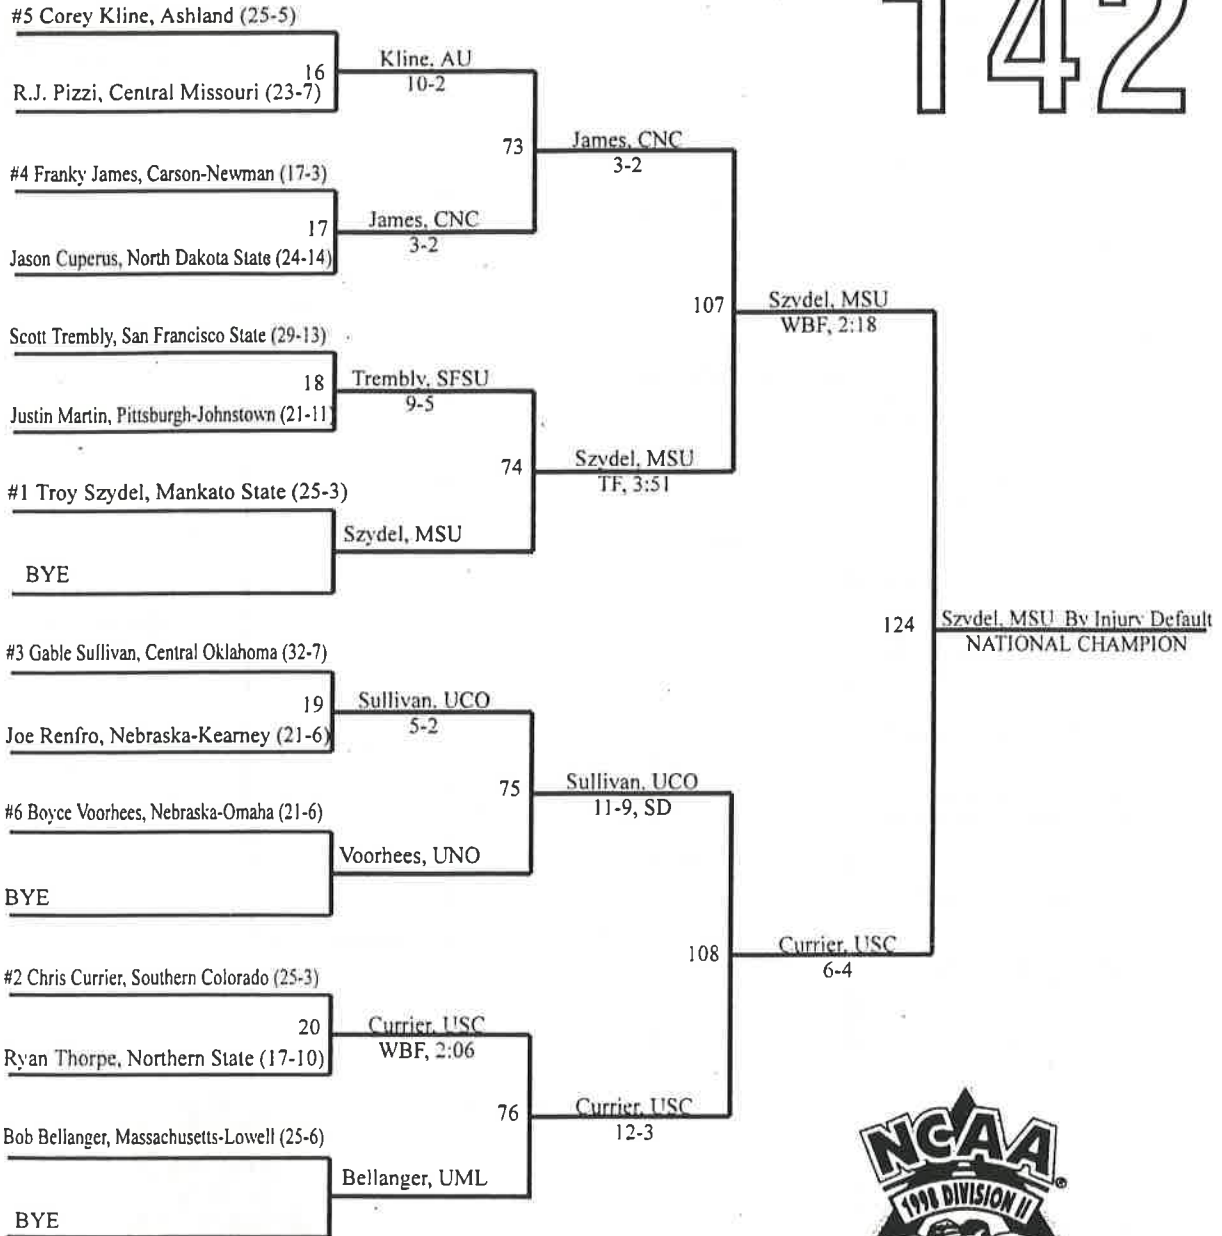 142
#5 Corey Kline, Ashland (25-5)
16
R.J. Pizzi, Central Missouri (23-7)
Kline, AU
10-2
73
#4 Franky James, Carson-Newman (17-3)
17
Jason Cuperus, North Dakota State (24-14)
James, CNC
3-2
James, CNC
3-2
107
Scott Trembly, San Francisco State (29-13)
18
Justin Martin, Pittsburgh-Johnstown (21-11)
Trembly, SFSU
9-5
74
#1 Troy Szydel, Mankato State (25-3)
BYE
Szydel, MSU
Szydel, MSU
TF, 3:51
Szydel, MSU
WBF, 2:18
124
Szydel, MSU By Injury Default
NATIONAL CHAMPION
#3 Gable Sullivan, Central Oklahoma (32-7)
19
Joe Renfro, Nebraska-Kearney (21-6)
Sullivan, UCO
5-2
75
#6 Boyce Voorhees, Nebraska-Omaha (21-6)
BYE
Voorhees, UNO
Sullivan, UCO
11-9, SD
108
Currier, USC
6-4
#2 Chris Currier, Southern Colorado (25-3)
20
Ryan Thorpe, Northern State (17-10)
Currier, USC
WBF, 2:06
76
Bob Bellanger, Massachusetts-Lowell (25-6)
BYE
Bellanger, UML
Currier, USC
12-3
NCAA
®
1998 DIVISION II